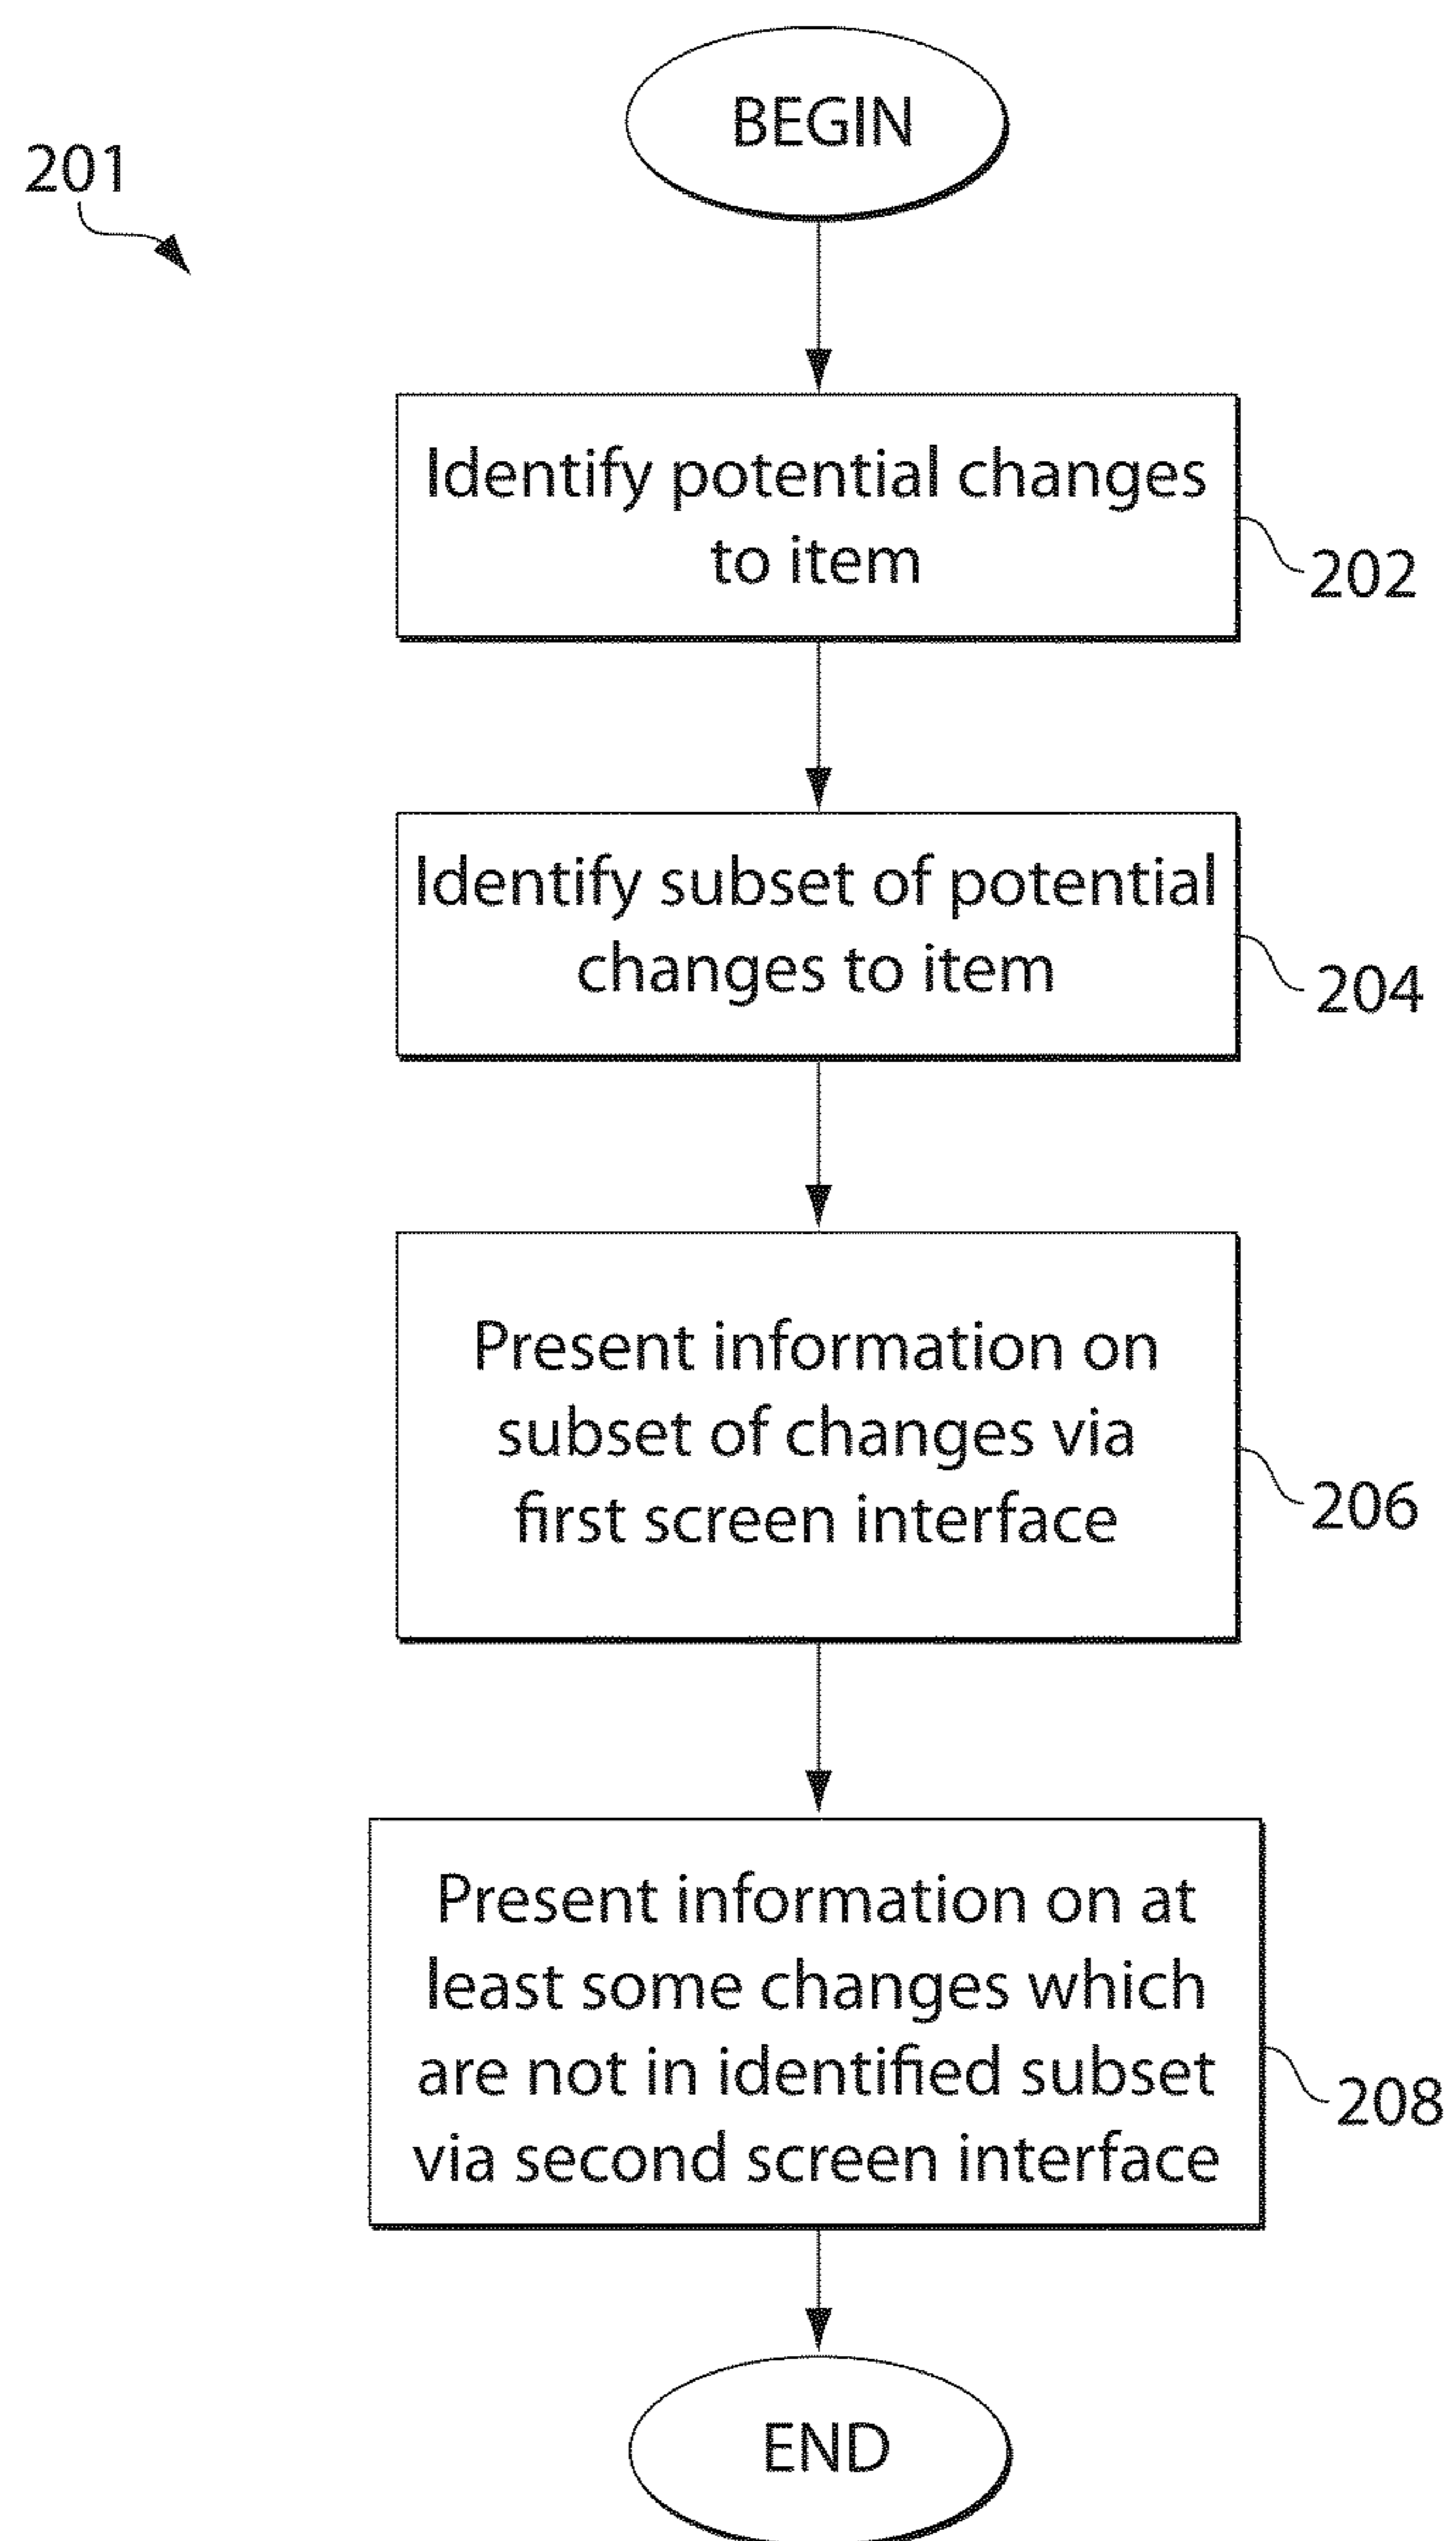 BEGIN
201
Identify potential changes
to item
202
Identify subset of potential
changes to item
204
Present information on
subset of changes via
first screen interface
206
Present information on at
least some changes which
are not in identified subset
via second screen interface
208
END